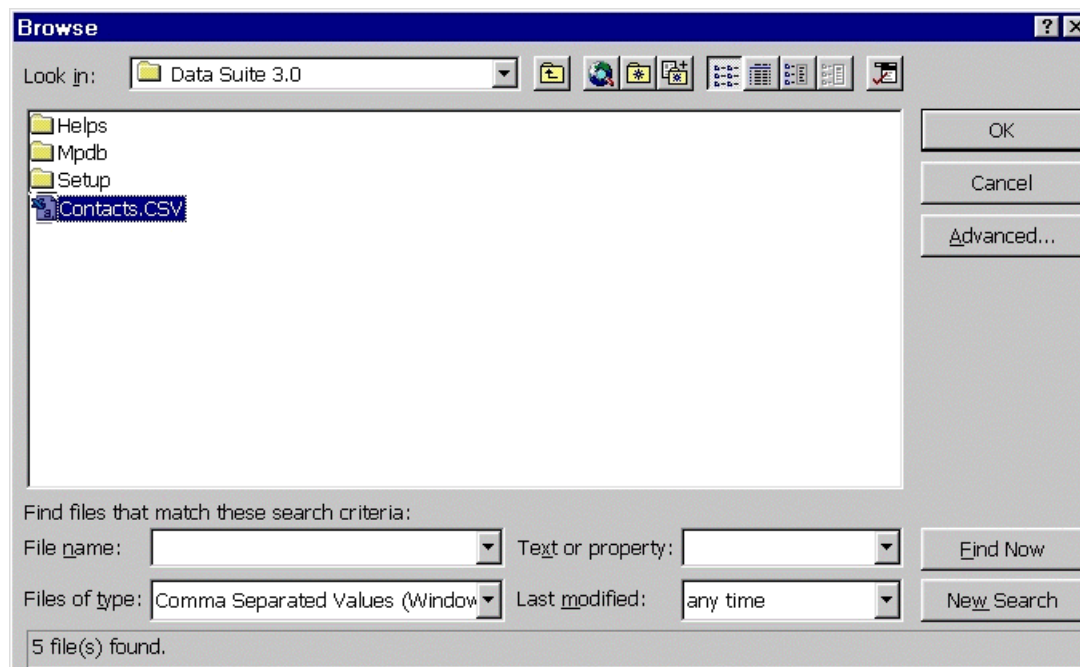 Browse
Look in: Data Suite 3.0
Helps
Mpdb
Setup
Contacts.CSV
OK
Cancel
Advanced...
Find files that match these search criteria:
File name: Text or property: Find Now
Files of type: Comma Separated Values (Window Last modified: any time New Search
5 file(s) found.